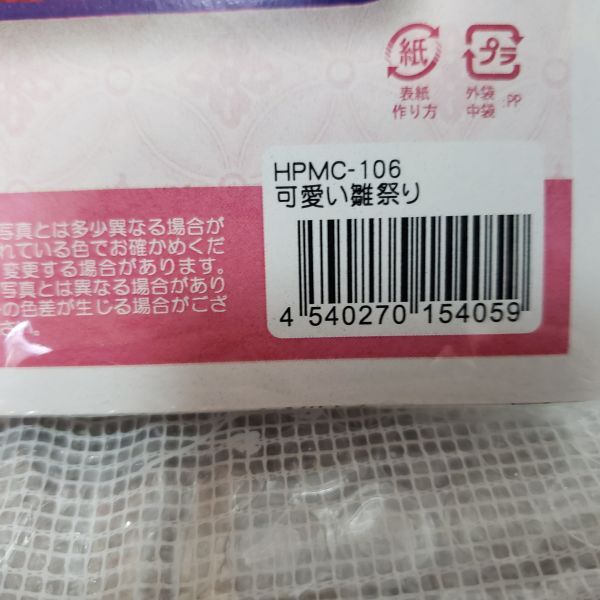 紙
プラ
表紙
作り方
外袋
中袋
:PP
HPMC-106
可愛い雛祭り
4 540270 154059
写真とは多少異なる場合が
れている色でお確かめくだ
変更する場合があります。
写真とは異なる場合があり
の色差が生じる場合がござ
さい。